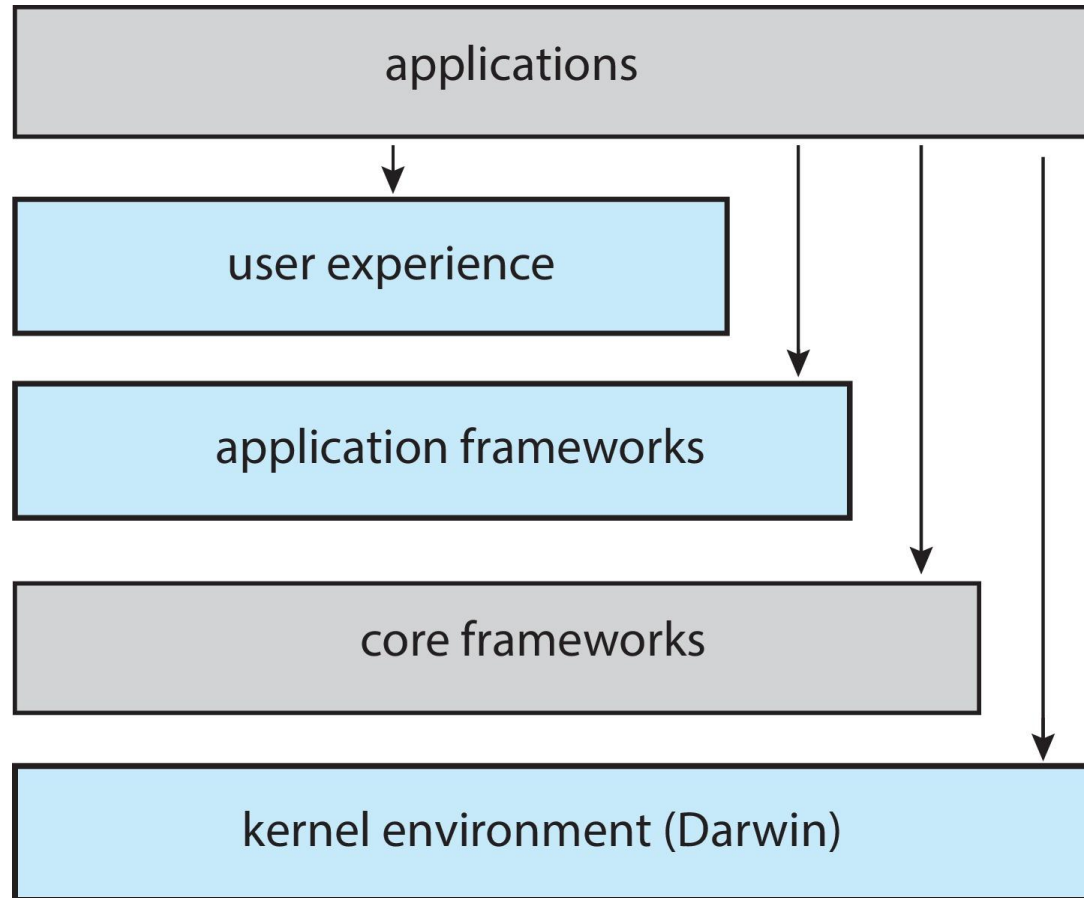 applications
user experience
application frameworks
core frameworks
kernel environment (Darwin)